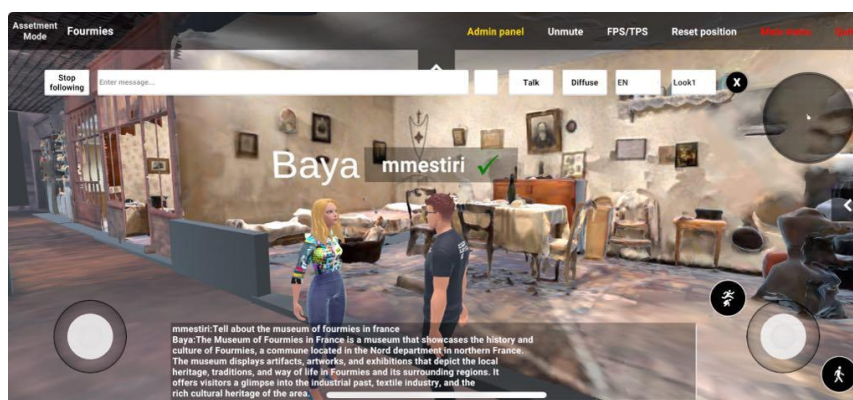 Assetment
Mode
Fourmies
Admin panel
Unmute
FPS/TPS
Reset position
Stop
following
Enter message...
Talk
Diffuse
EN
Look1
X
Baya
mmestiri
mmestiri:Tell about the museum of fourmies in france
Baya:The Museum of Fourmies in France is a museum that showcases the history and
culture of Fourmies, a commune located in the Nord department in northern France.
The museum displays artifacts, artworks, and exhibitions that depict the local
heritage, traditions, and way of life in Fourmies and its surrounding regions. It
offers visitors a glimpse into the industrial past, textile industry, and the
rich cultural heritage of the area.